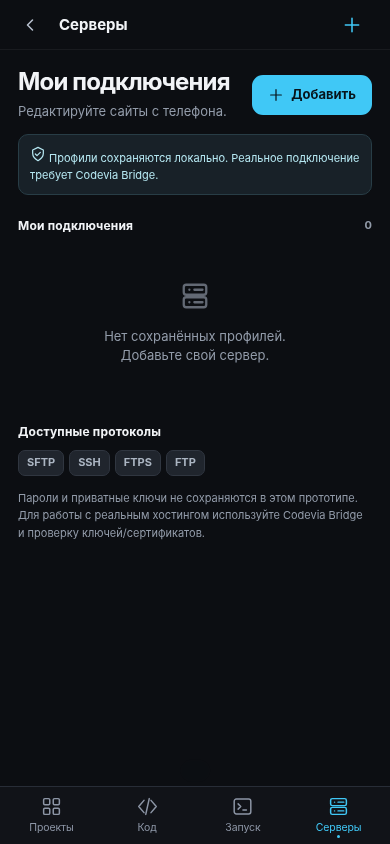 Серверы
Мои подключения
Редактируйте сайты с телефона.
Добавить
Профили сохраняются локально. Реальное подключение
требует Codevia Bridge.
Мои подключения 0
Нет сохранённых профилей.
Добавьте свой сервер.
Доступные протоколы
SFTP SSH FTPS FTP
Пароли и приватные ключи не сохраняются в этом прототипе.
Для работы с реальным хостингом используйте Codevia Bridge
и проверку ключей/сертификатов.
Проекты Код Запуск Серверы